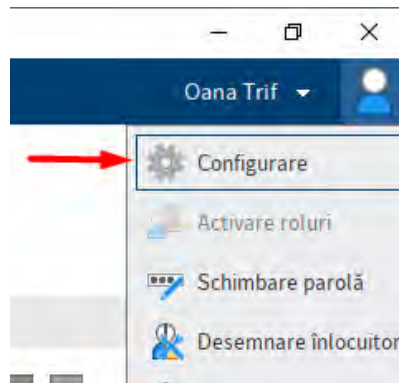 Oana Trif
Configurare
Activare roluri
Schimbare parolă
Desemnare înlocuitor